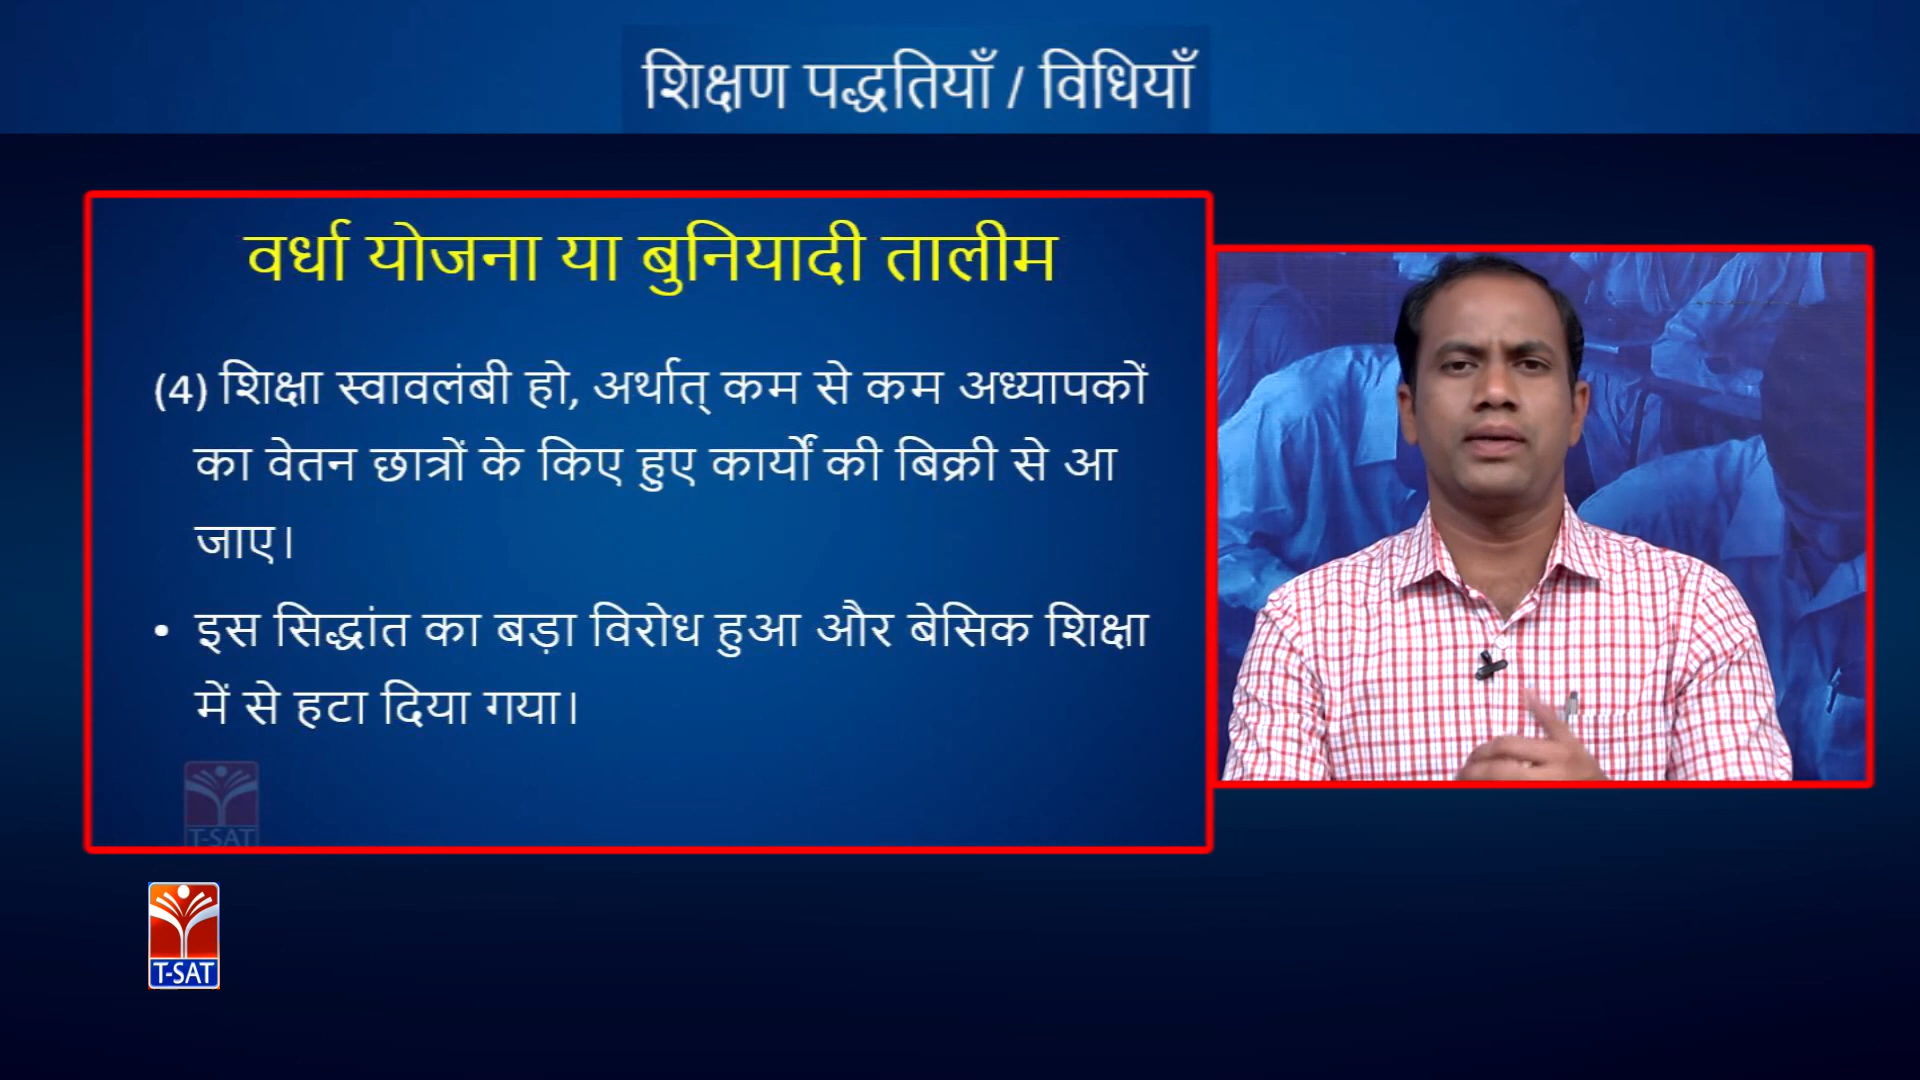 शिक्षण पद्धतियाँ / विधियाँ
वर्धा योजना या बुनियादी तालीम
(4) शिक्षा स्वावलंबी हो, अर्थात् कम से कम अध्यापकों
का वेतन छात्रों के किए हुए कार्यों की बिक्री से आ
जाए।
• इस सिद्धांत का बड़ा विरोध हुआ और बेसिक शिक्षा
में से हटा दिया गया।
T-SAT
T-SAT